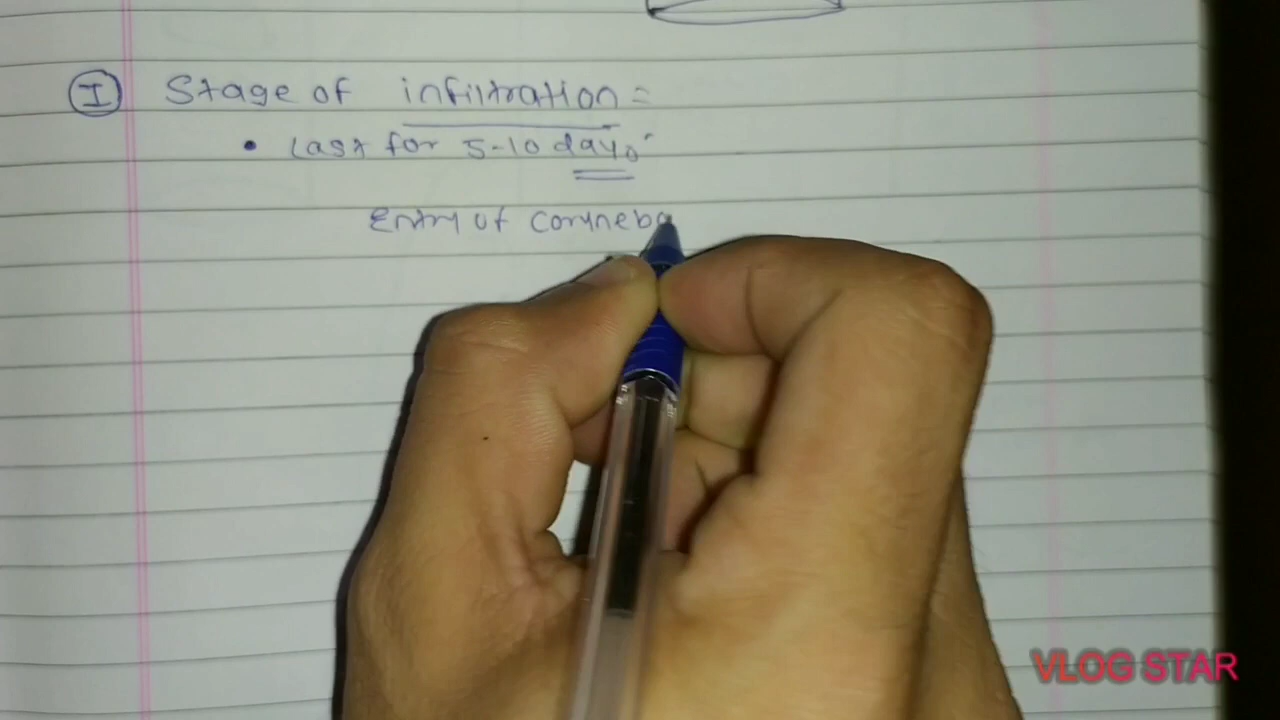 I Stage of infiltration =
• Last for 5-10 days
Entry of Coryneba
VLOG STAR